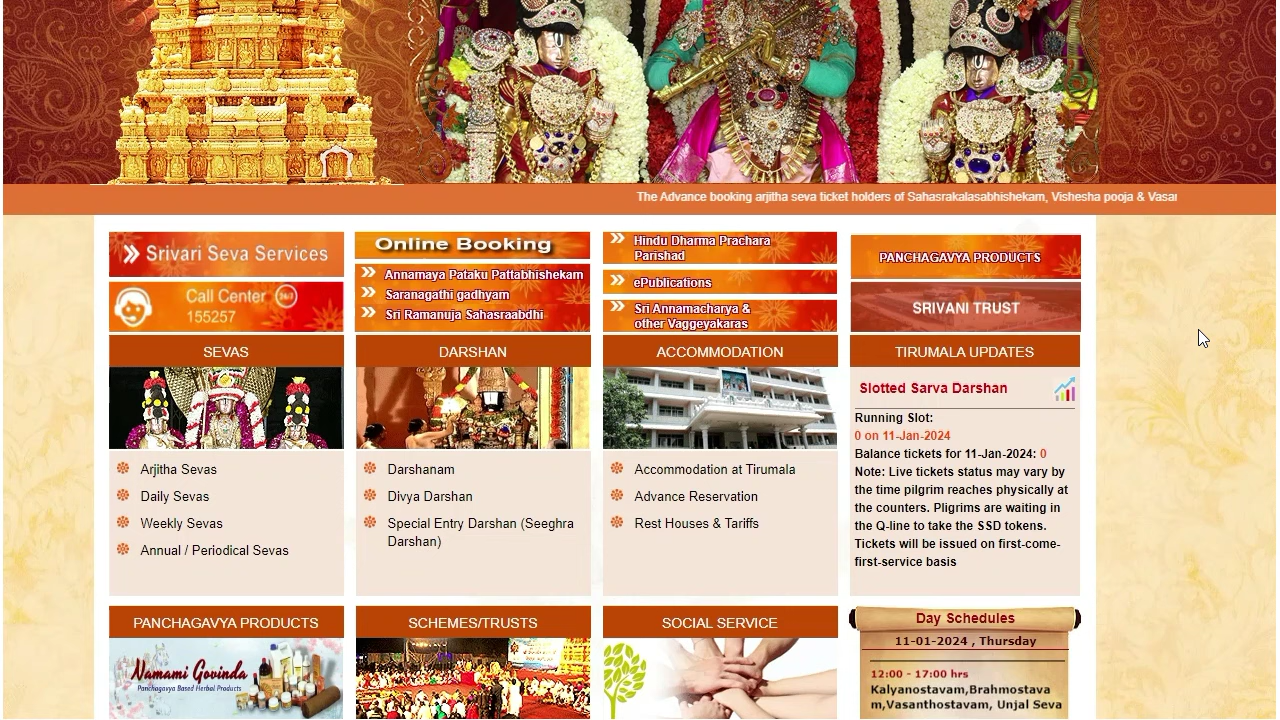 The Advance booking arjitha seva ticket holders of Sahasrakalasabhishekam, Vishesha pooja &
Srivari Seva Services
Call Center 24/7
155257
Online Booking
Annamaya Pataku Pattabhishekam
Saranagathi gadhyam
Sri Ramanuja Sahasraabdhi
Hindu Dharma Prachara
Parishad
ePublications
Sri Annamacharya &
other Vaggeyakaras
PANCHAGAVYA PRODUCTS
SRIVANI TRUST
SEVAS
Arjitha Sevas
Daily Sevas
Weekly Sevas
Annual / Periodical Sevas
DARSHAN
Darshanam
Divya Darshan
Special Entry Darshan (Seeghra
Darshan)
ACCOMMODATION
Accommodation at Tirumala
Advance Reservation
Rest Houses & Tariffs
TIRUMALA UPDATES
Slotted Sarva Darshan
Running Slot:
0 on 11-Jan-2024
Balance tickets for 11-Jan-2024: 0
Note: Live tickets status may vary by
the time pilgrim reaches physically at
the counters. Pligrims are waiting in
the Q-line to take the SSD tokens.
Tickets will be issued on first-come-
first-service basis
PANCHAGAVYA PRODUCTS
Namami Govinda
Panchagavya Based Herbal Products
SCHEMES/TRUSTS
SOCIAL SERVICE
Day Schedules
11-01-2024 , Thursday
12:00 - 17:00 hrs
Kalyanostavam,Brahmostava
m,Vasanthostavam, Unjal Seva